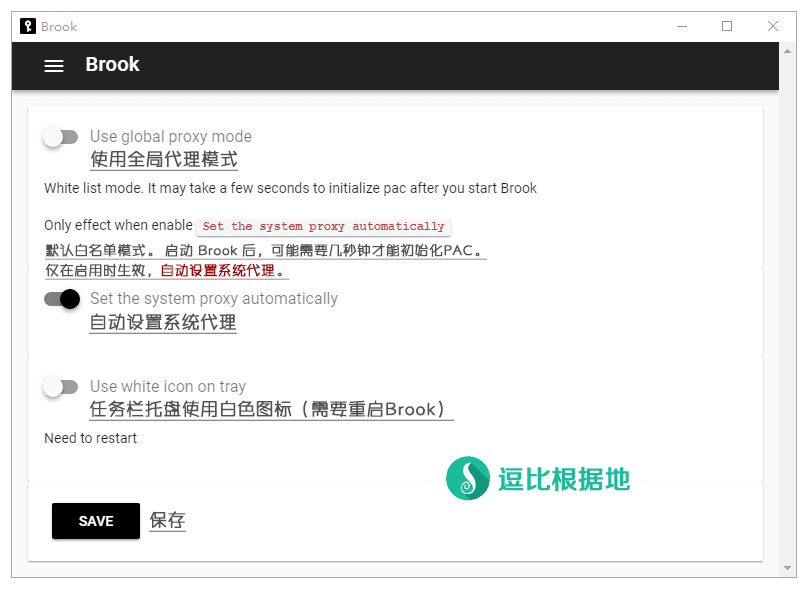 Brook
Brook
Use global proxy mode
使用全局代理模式
White list mode. It may take a few seconds to initialize pac after you start Brook
Only effect when enable Set the system proxy automatically
默认白名单模式。 启动 Brook 后，可能需要几秒钟才能初始化PAC。
仅在启用时生效，自动设置系统代理。
Set the system proxy automatically
自动设置系统代理
Use white icon on tray
任务栏托盘使用白色图标（需要重启Brook）
Need to restart
逗比根据地
SAVE 保存